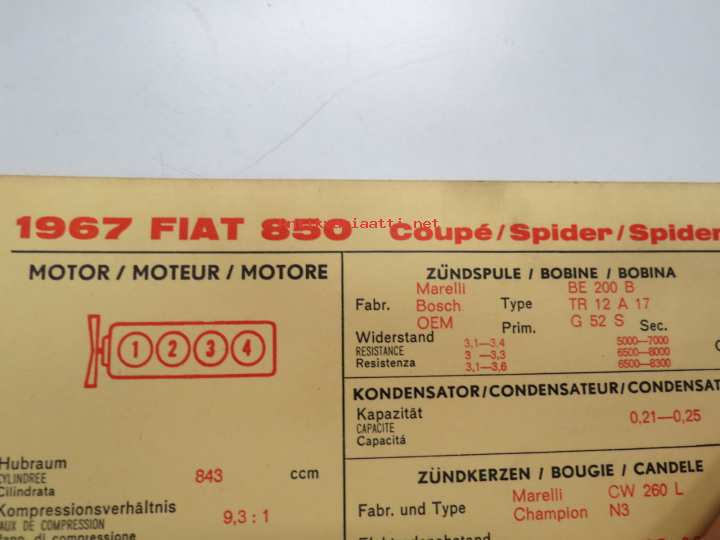 1967 FIAT 850 Coupé/Spider/Spider
antikvariaatti.net
MOTOR / MOTEUR / MOTORE
1 2 3 4
Hubraum
CYLINDREE
Cilindrata
843 ccm
Kompressionsverhältnis
9,3 : 1
ZÜNDSPULE / BOBINE / BOBINA
Marelli BE 200 B
Fabr. Bosch Type TR 12 A 17
OEM Prim. G 52 S Sec.
Widerstand 3,1—3,4 5000—7000
RESISTANCE 3 —3,3 6500—8000
Resistenza 3,1—3,6 6500—8300
KONDENSATOR/CONDENSATEUR/CONDENSAT
Kapazität
CAPACITE
Capacitá
0,21—0,25
ZÜNDKERZEN / BOUGIE / CANDELE
Marelli CW 260 L
Fabr. und Type Champion N3